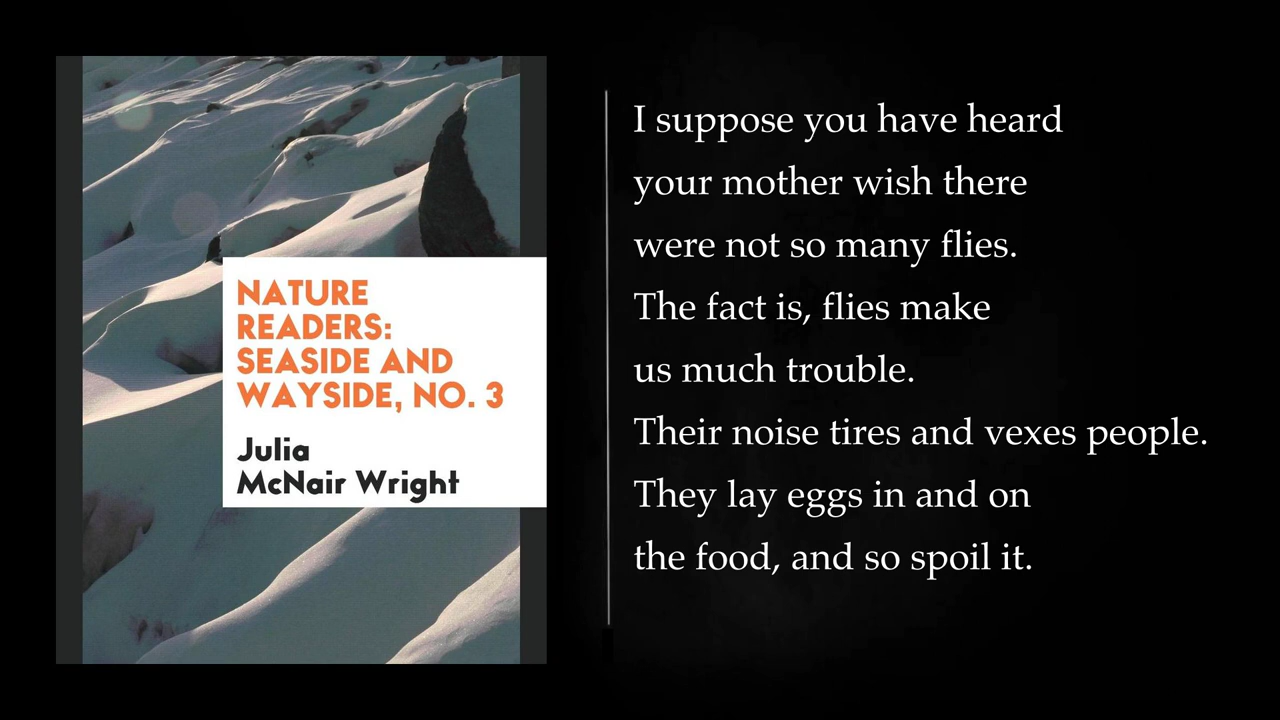 NATURE
READERS:
SEASIDE AND
WAYSIDE, NO. 3
Julia
McNair Wright
I suppose you have heard
your mother wish there
were not so many flies.
The fact is, flies make
us much trouble.
Their noise tires and vexes people.
They lay eggs in and on
the food, and so spoil it.